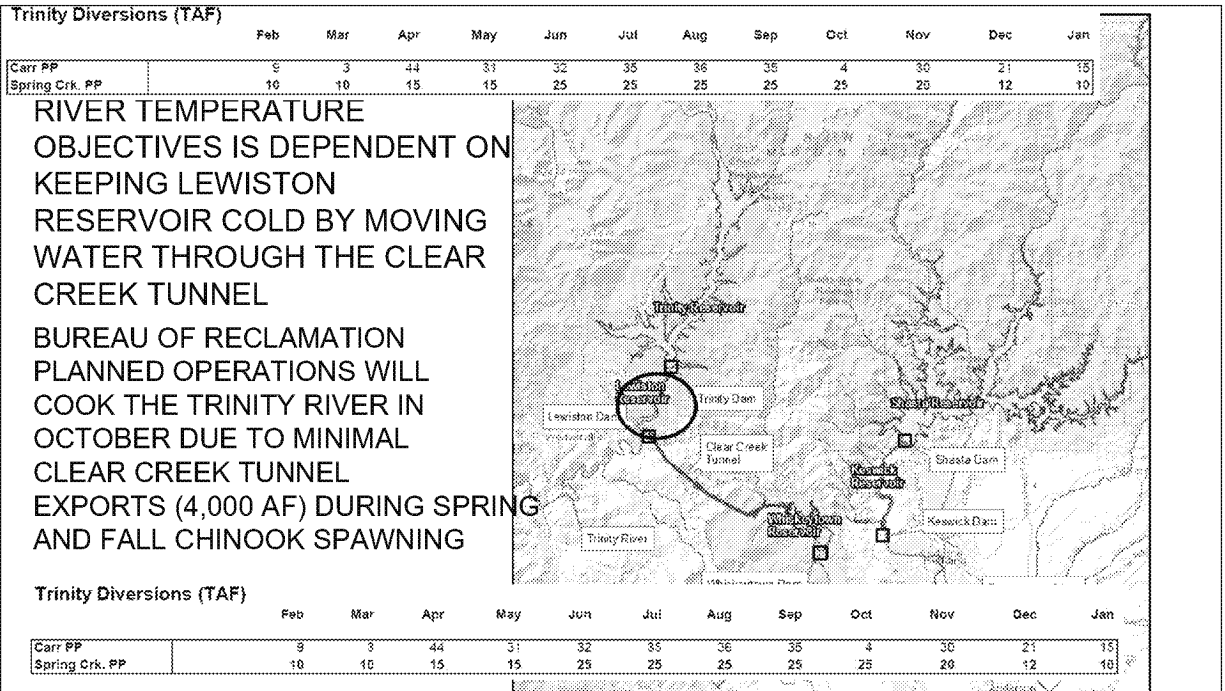 Trinity Diversions (TAF)
Feb Mar Apr May Jun Jul Aug Sep Oct Nov Dec Jan
Carr PP 9 3 44 31 32 35 36 35 4 30 21 15
Spring Crk. PP 10 10 15 15 25 25 25 25 25 20 12 10
RIVER TEMPERATURE
OBJECTIVES IS DEPENDENT ON
KEEPING LEWISTON
RESERVOIR COLD BY MOVING
WATER THROUGH THE CLEAR
CREEK TUNNEL
BUREAU OF RECLAMATION
PLANNED OPERATIONS WILL
COOK THE TRINITY RIVER IN
OCTOBER DUE TO MINIMAL
CLEAR CREEK TUNNEL
EXPORTS (4,000 AF) DURING SPRING
AND FALL CHINOOK SPAWNING
Trinity Reservoir
Lewiston
Reservoir
Trinity Dam
Lewiston Dam
Clear Creek
Tunnel
Shasta Reservoir
Shasta Dam
Keswick
Reservoir
Keswick Dam
Whiskeytown
Reservoir
Trinity River
Whiskeytown Dam
Trinity Diversions (TAF)
Feb Mar Apr May Jun Jul Aug Sep Oct Nov Dec Jan
Carr PP 9 3 44 31 32 35 36 35 4 30 21 15
Spring Crk. PP 10 10 15 15 25 25 25 25 25 20 12 10